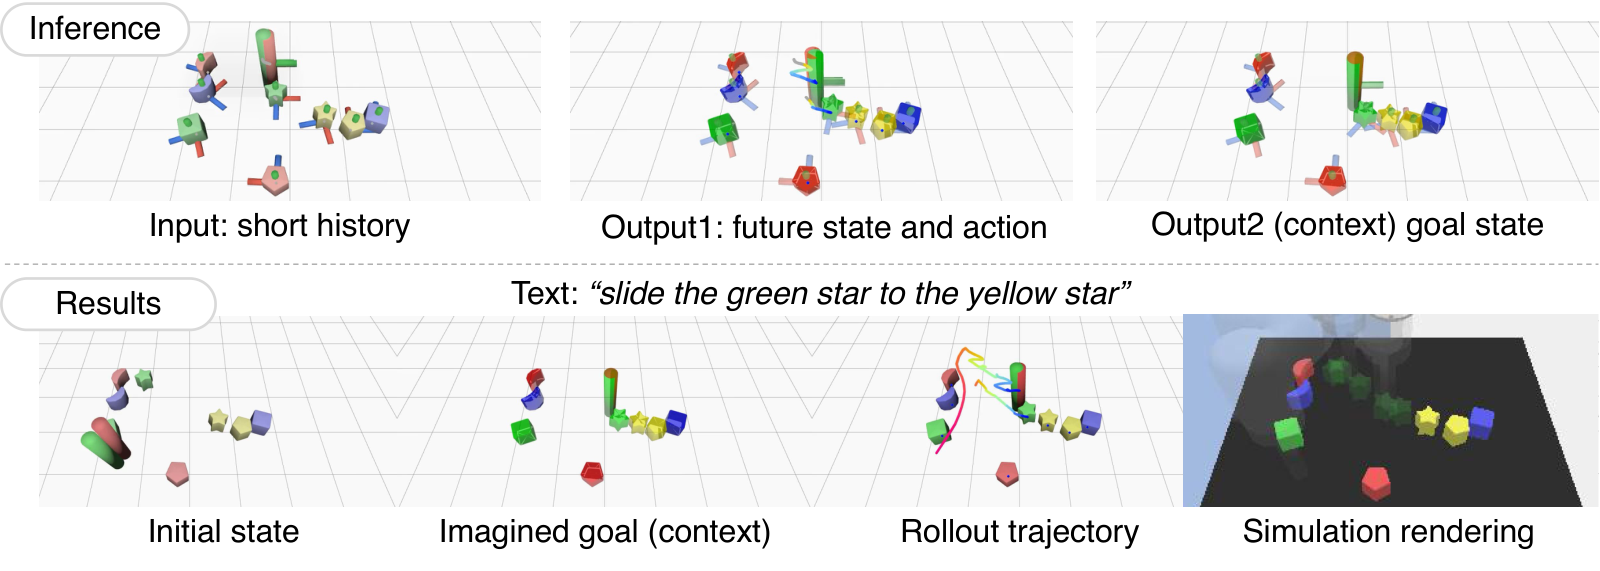 Inference
Input: short history
Output1: future state and action
Output2 (context) goal state
Results
Text: “slide the green star to the yellow star”
Initial state
Imagined goal (context)
Rollout trajectory
Simulation rendering